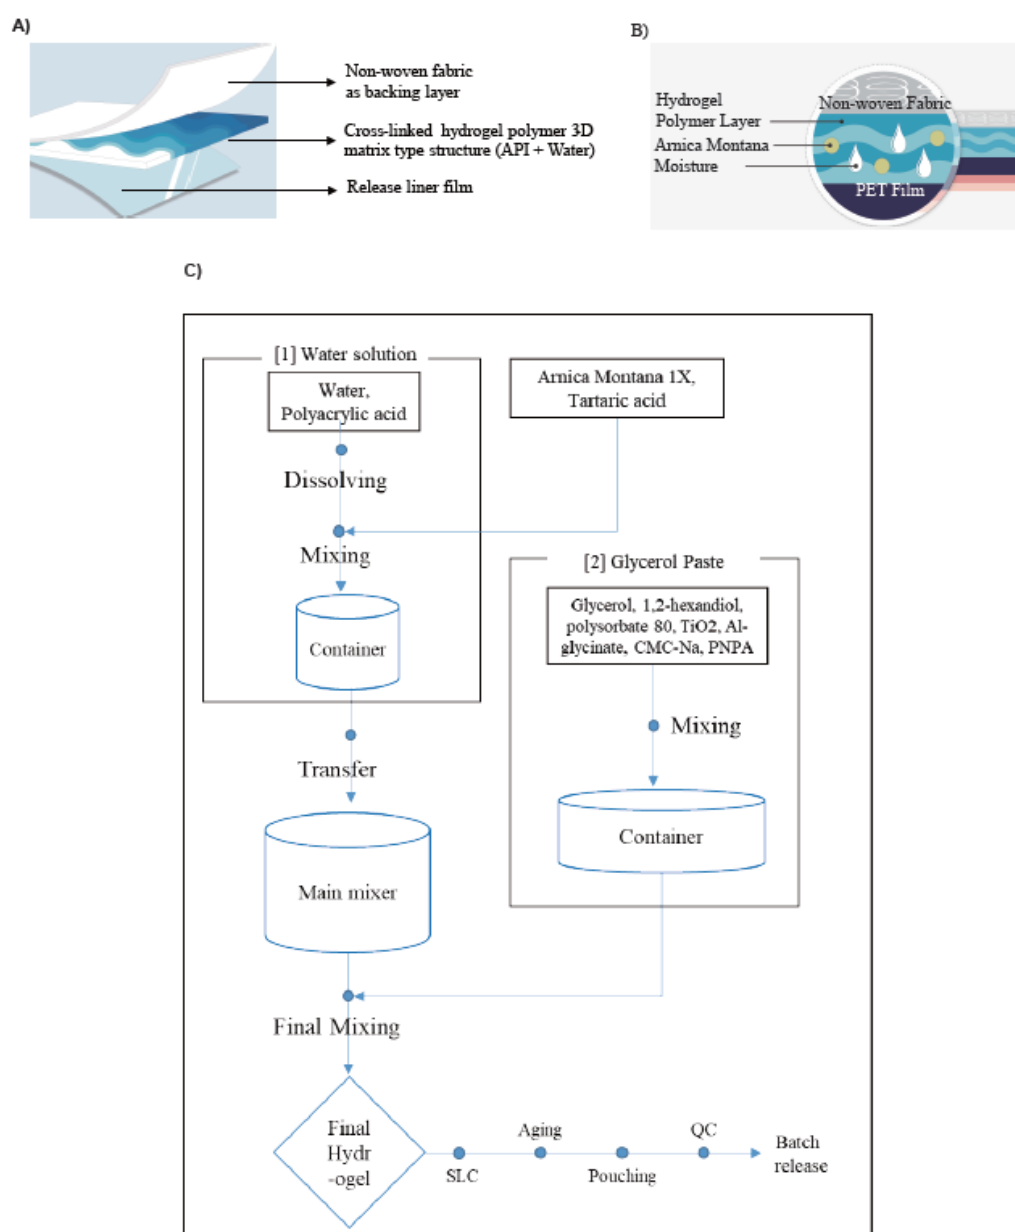 A)
Non-woven fabric
as backing layer
Cross-linked hydrogel polymer 3D
matrix type structure (API + Water)
Release liner film
B)
Hydrogel
Polymer Layer
Arnica Montana
Moisture
Non-woven Fabric
PET Film
C)
[1] Water solution
Water,
Polyacrylic acid
Arnica Montana 1X,
Tartaric acid
Dissolving
Mixing
Container
[2] Glycerol Paste
Glycerol, 1,2-hexandiol,
polysorbate 80, TiO2, Al-
glycinate, CMC-Na, PNPA
Mixing
Container
Transfer
Main mixer
Final Mixing
Final
Hydr
-ogel
SLC
Aging
Pouching
QC
Batch
release